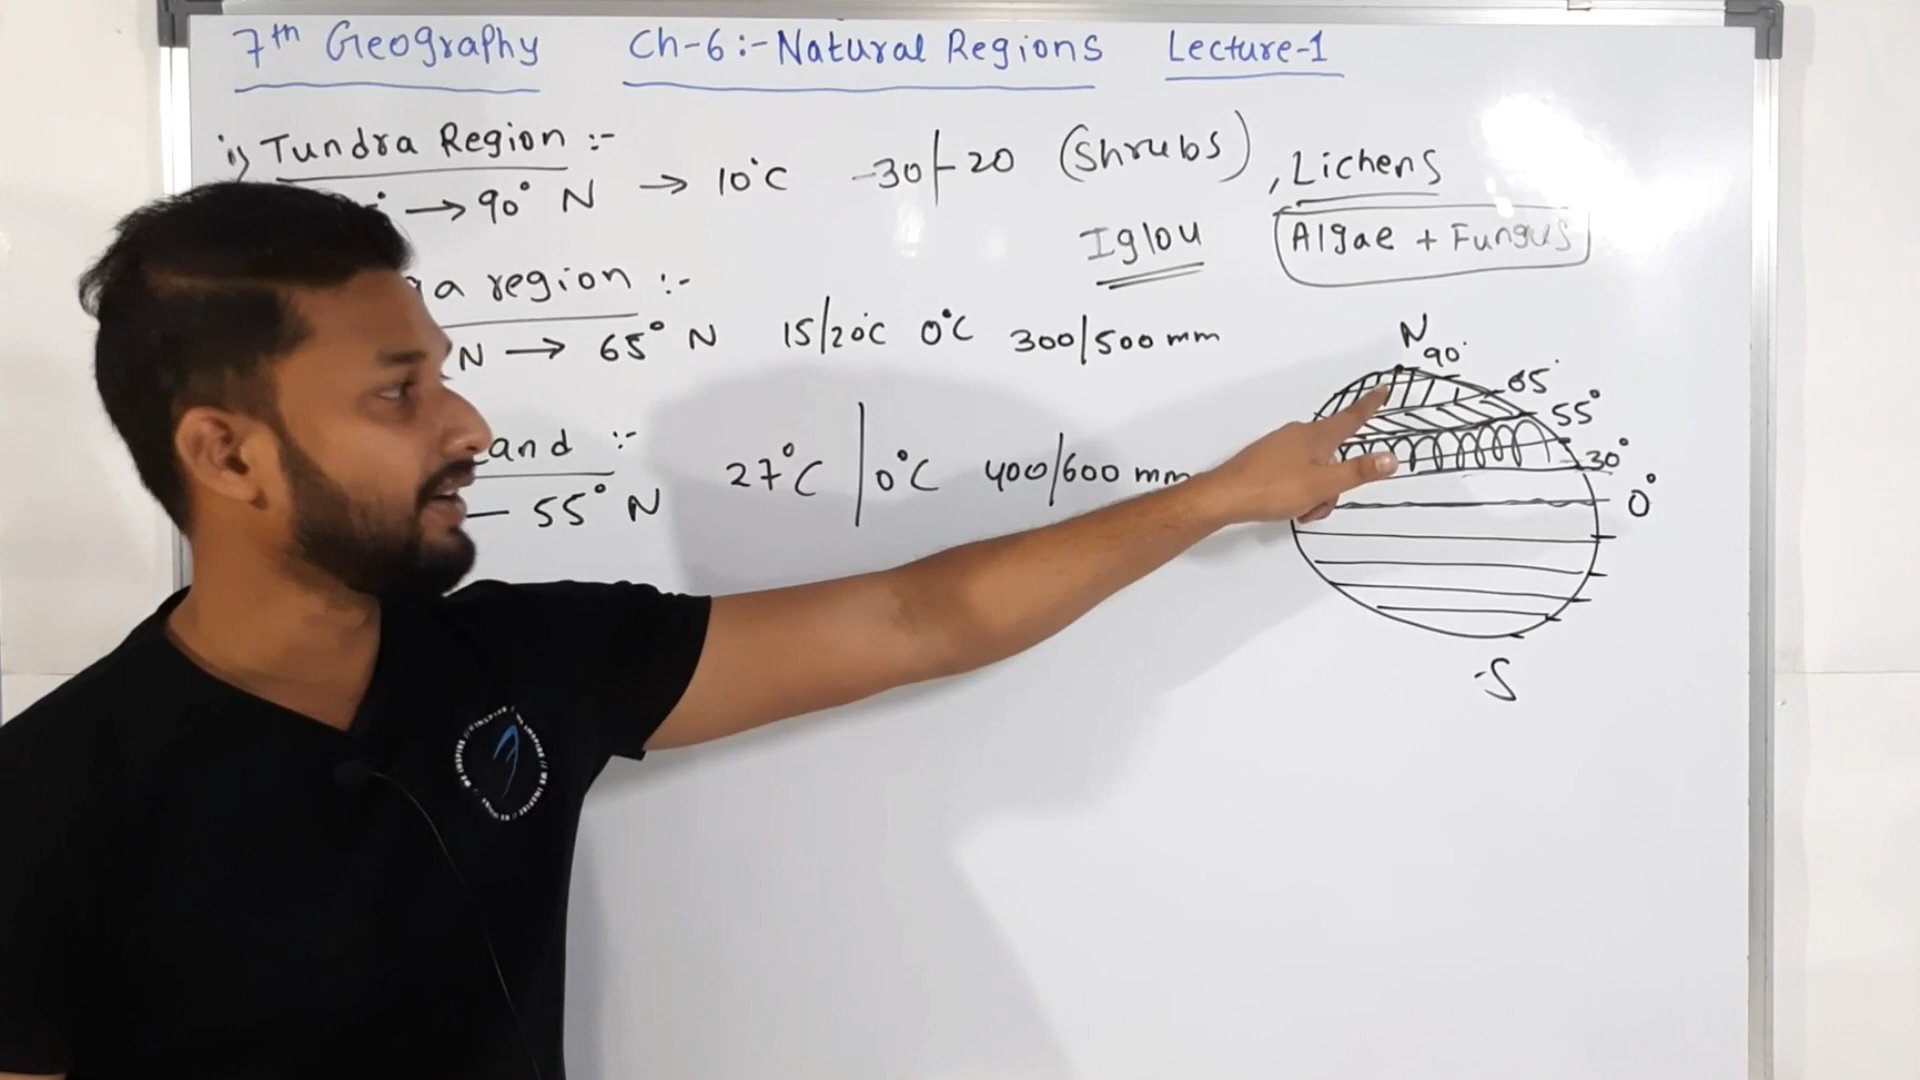 7th Geography Ch-6:- Natural Regions Lecture-1
i) Tundra Region :-
→ 90° N → 10°C -30/-20 (Shrubs) , Lichens
Iglou Algae + Fungus
a region :-
N → 65° N 15/20°C 0°C 300/500 mm
and :-
— 55° N 27°C | 0°C 400/600 mm
N
90°
65°
55°
30°
0°
S